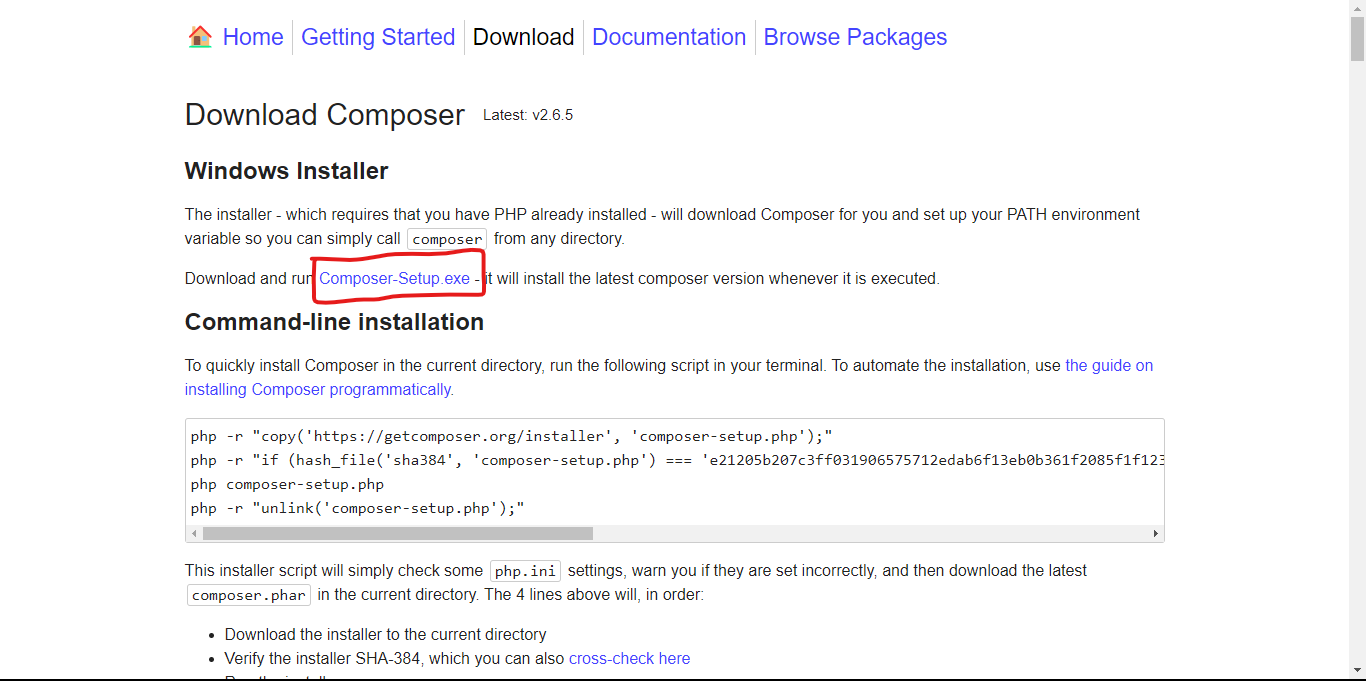 Home Getting Started Download Documentation Browse Packages
Download Composer Latest: v2.6.5
Windows Installer
The installer - which requires that you have PHP already installed - will download Composer for you and set up your PATH environment
variable so you can simply call composer from any directory.
Download and run Composer-Setup.exe - it will install the latest composer version whenever it is executed.
Command-line installation
To quickly install Composer in the current directory, run the following script in your terminal. To automate the installation, use the guide on
installing Composer programmatically.
php -r "copy('https://getcomposer.org/installer', 'composer-setup.php');"
php -r "if (hash_file('sha384', 'composer-setup.php') === 'e21205b207c3ff031906575712edab6f13eb0b361f2085f1f123
php composer-setup.php
php -r "unlink('composer-setup.php');"
This installer script will simply check some php.ini settings, warn you if they are set incorrectly, and then download the latest
composer.phar in the current directory. The 4 lines above will, in order:
• Download the installer to the current directory
• Verify the installer SHA-384, which you can also cross-check here